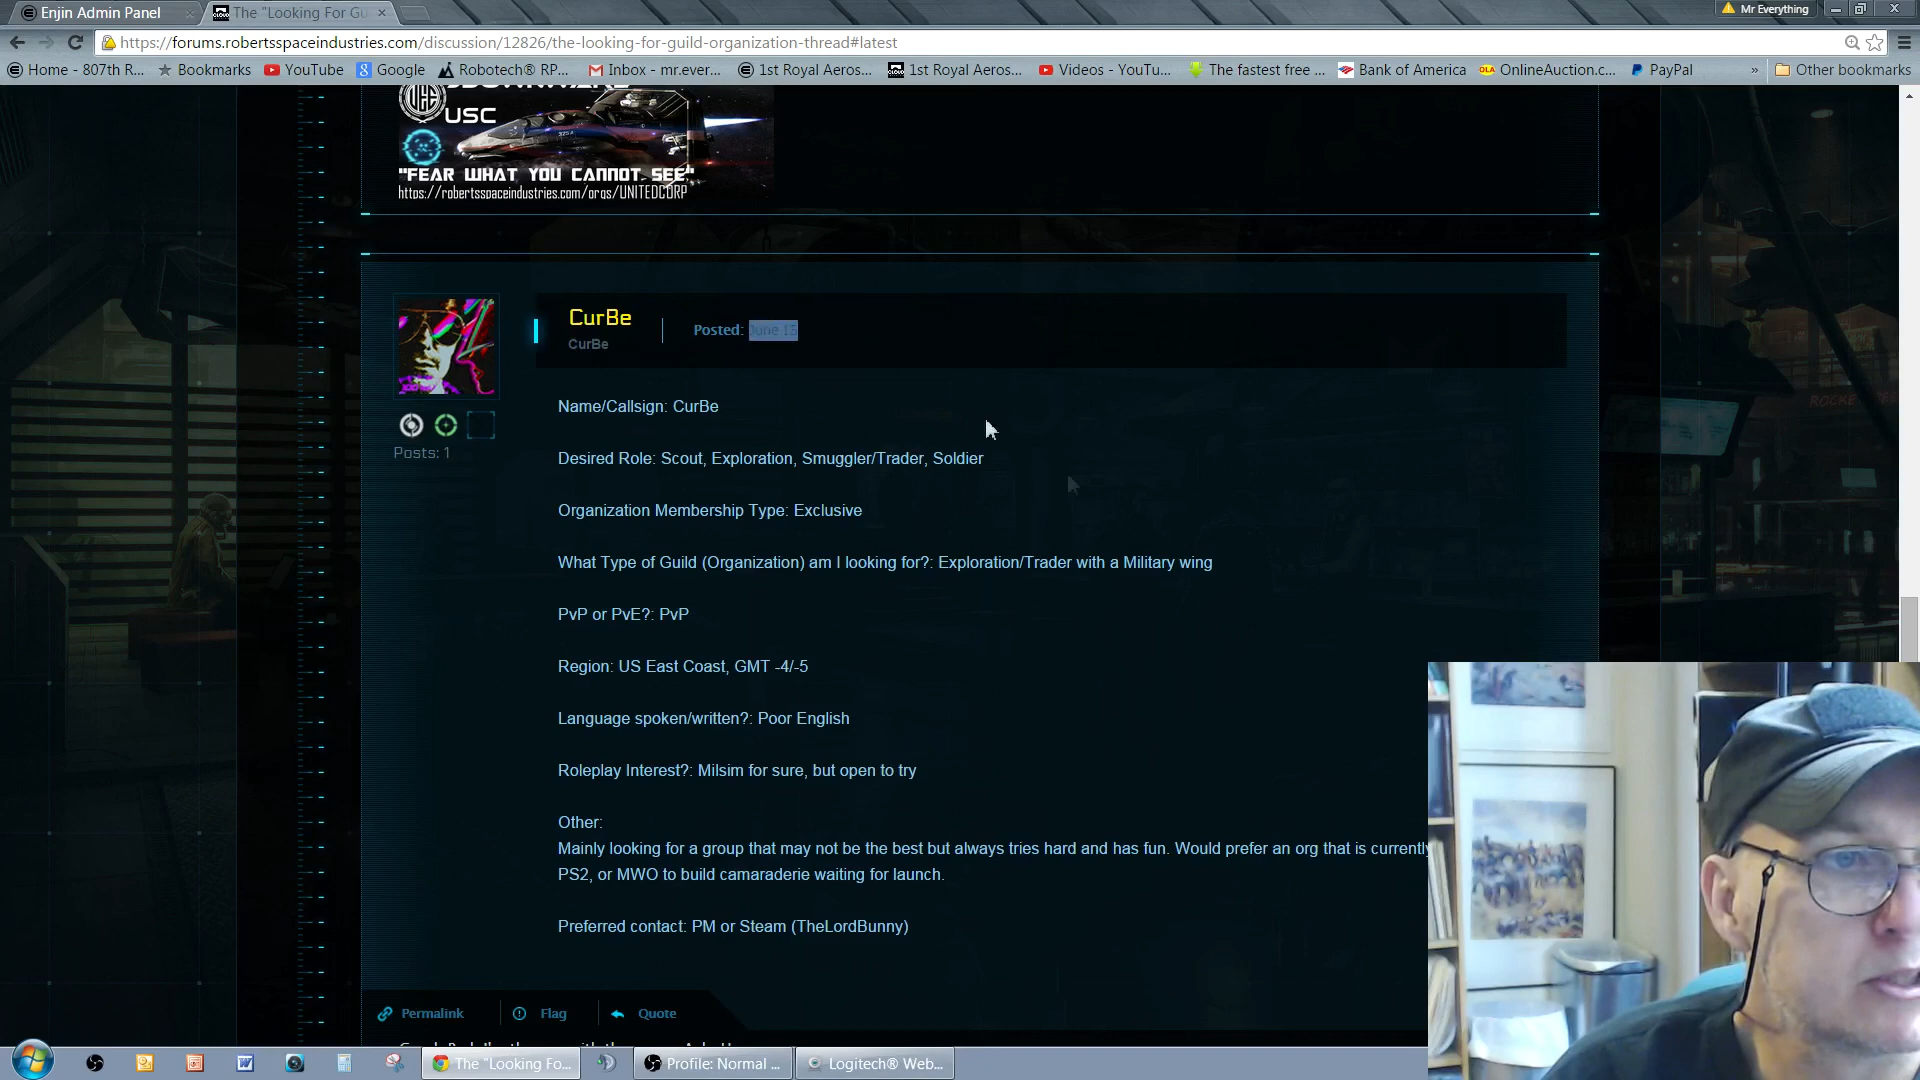 Enjin Admin Panel
The "Looking For Gu
Mr Everything
https://forums.robertsspaceindustries.com/discussion/12826/the-looking-for-guild-organization-thread#latest
Home - 807th R...
Bookmarks
YouTube
Google
Robotech® RP...
Inbox - mr.ever...
1st Royal Aeros...
1st Royal Aeros...
Videos - YouTu...
The fastest free ...
Bank of America
OnlineAuction.c...
PayPal
»
Other bookmarks
UEE
USC
325A
"FEAR WHAT YOU CANNOT SEE."
https://robertsspaceindustries.com/orgs/UNITEDCORP
CurBe
CurBe
Posted: June 13
Posts: 1
Name/Callsign: CurBe
Desired Role: Scout, Exploration, Smuggler/Trader, Soldier
Organization Membership Type: Exclusive
What Type of Guild (Organization) am I looking for?: Exploration/Trader with a Military wing
PvP or PvE?: PvP
Region: US East Coast, GMT -4/-5
Language spoken/written?: Poor English
Roleplay Interest?: Milsim for sure, but open to try
Other:
Mainly looking for a group that may not be the best but always tries hard and has fun. Would prefer an org that is currently
PS2, or MWO to build camaraderie waiting for launch.
Preferred contact: PM or Steam (TheLordBunny)
Permalink
Flag
Quote
The "Looking Fo...
Profile: Normal ...
Logitech® Web...